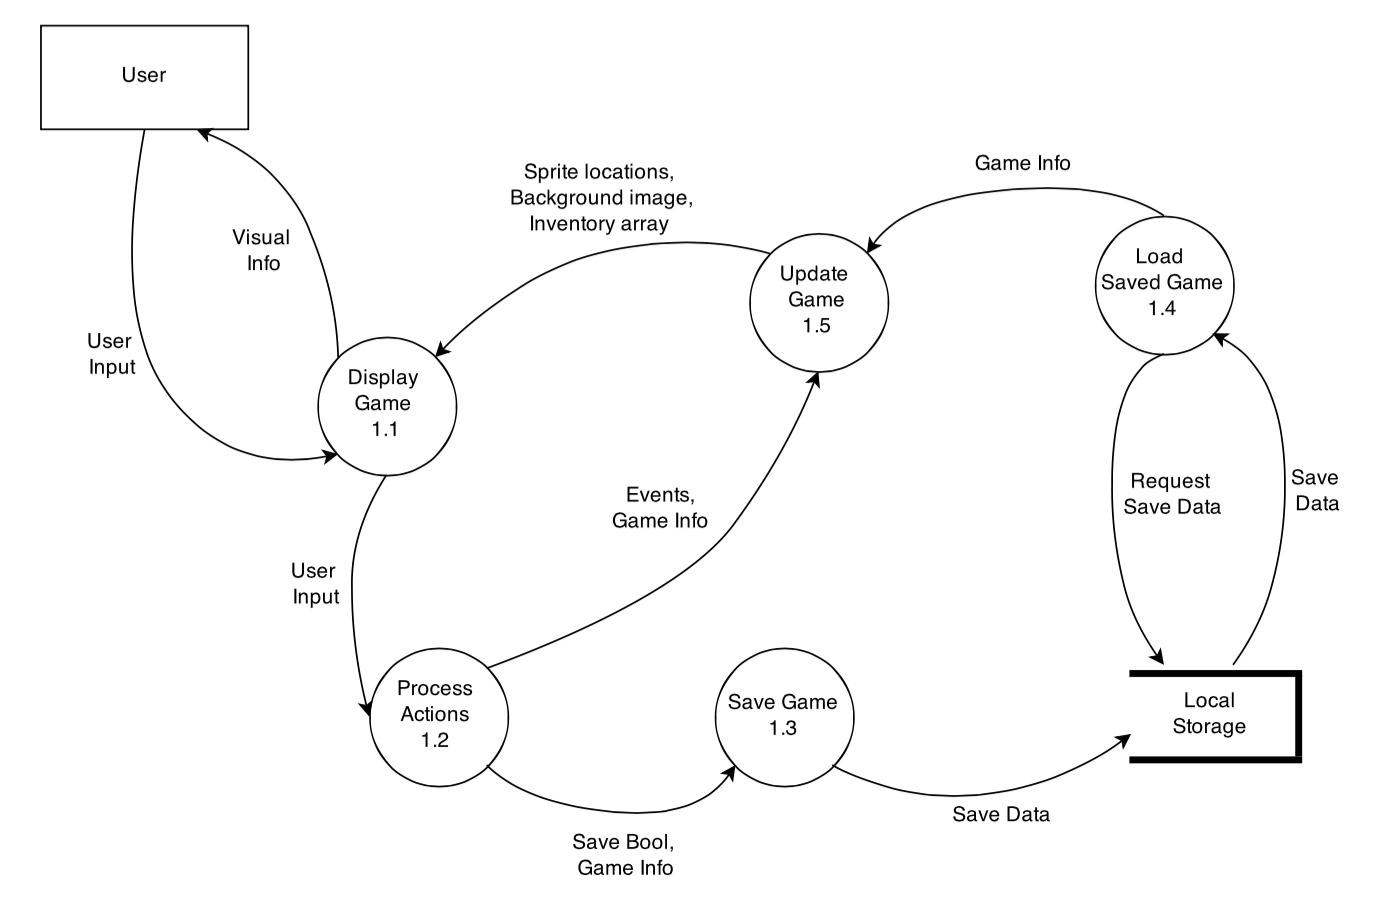 User
Visual
Info
User
Input
Sprite locations,
Background image,
Inventory array
Game Info
Update
Game
1.5
Load
Saved Game
1.4
Display
Game
1.1
Events,
Game Info
Request
Save Data
Save
Data
User
Input
Process
Actions
1.2
Save Game
1.3
Local
Storage
Save Data
Save Bool,
Game Info